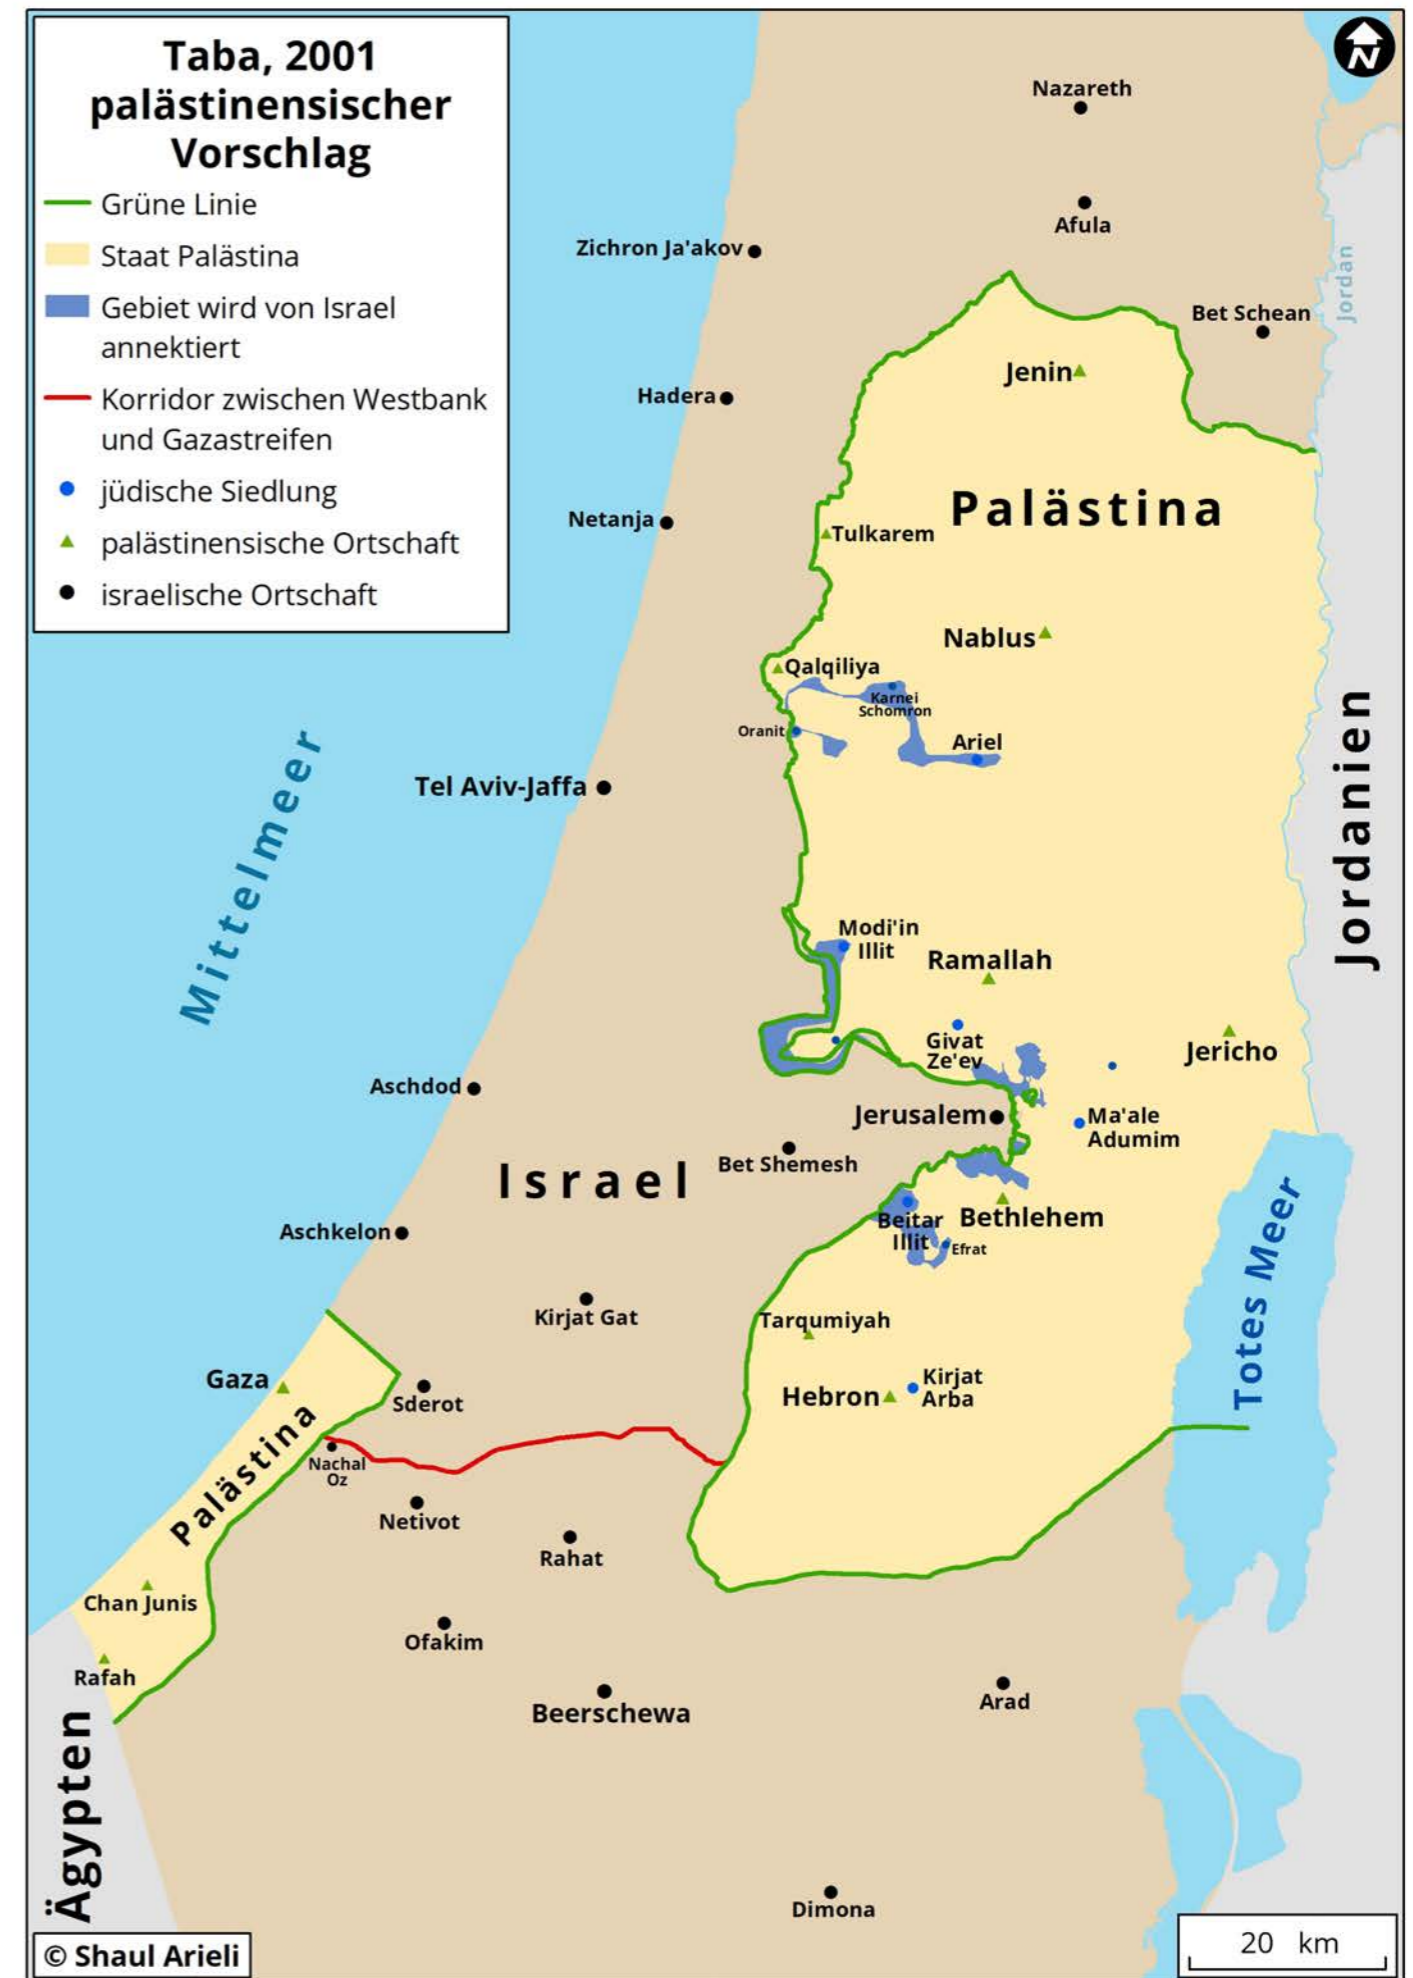 Taba, 2001
palästinensischer
Vorschlag
Grüne Linie
Staat Palästina
Gebiet wird von Israel
annektiert
Korridor zwischen Westbank
und Gazastreifen
jüdische Siedlung
palästinensische Ortschaft
israelische Ortschaft
N
Nazareth
Afula
Zichron Ja'akov
Jordan
Bet Schean
Jenin
Hadera
Palästina
Netanja
Tulkarem
Nablus
Qalqiliya
Karnei
Schomron
Oranit
Ariel
Jordanien
Tel Aviv-Jaffa
Mittelmeer
Modi'in
Illit
Ramallah
Givat
Ze'ev
Jericho
Aschdod
Jerusalem
Ma'ale
Adumim
Bet Shemesh
Israel
Bethlehem
Beitar
Illit
Efrat
Aschkelon
Totes Meer
Kirjat Gat
Tarqumiyah
Gaza
Sderot
Kirjat
Arba
Hebron
Palästina
Nachal
Oz
Netivot
Rahat
Chan Junis
Ofakim
Rafah
Arad
Beerschewa
Ägypten
Dimona
© Shaul Arieli
20 km